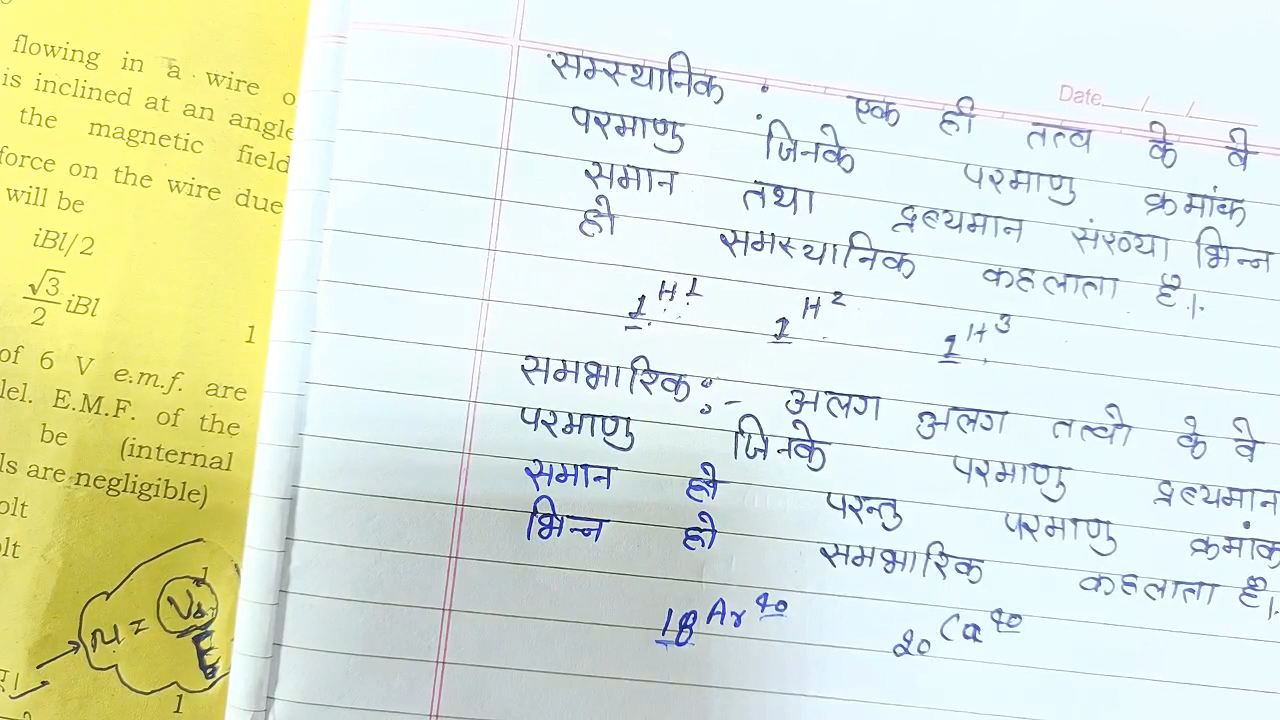 flowing in a wire o
is inclined at an angle
the magnetic field
force on the wire due
will be
iBl/2
√3/2 iBl
1
of 6 V e.m.f. are
lel. E.M.F. of the
be (internal
ls are negligible)
olt
lt
1
1
Date / /
समस्थानिक : एक ही तत्व के वे
परमाणु जिनके परमाणु क्रमांक
समान तथा द्रव्यमान संख्या भिन्न
हो समस्थानिक कहलाता है।
₁H¹ ₁H² ₁H³
समभारिक:- अलग अलग तत्वो के वे
परमाणु जिनके परमाणु द्रव्यमान
समान हो परन्तु परमाणु क्रमांक
भिन्न हो समभारिक कहलाता है।
₁₈Ar⁴⁰ ₂₀Ca⁴⁰